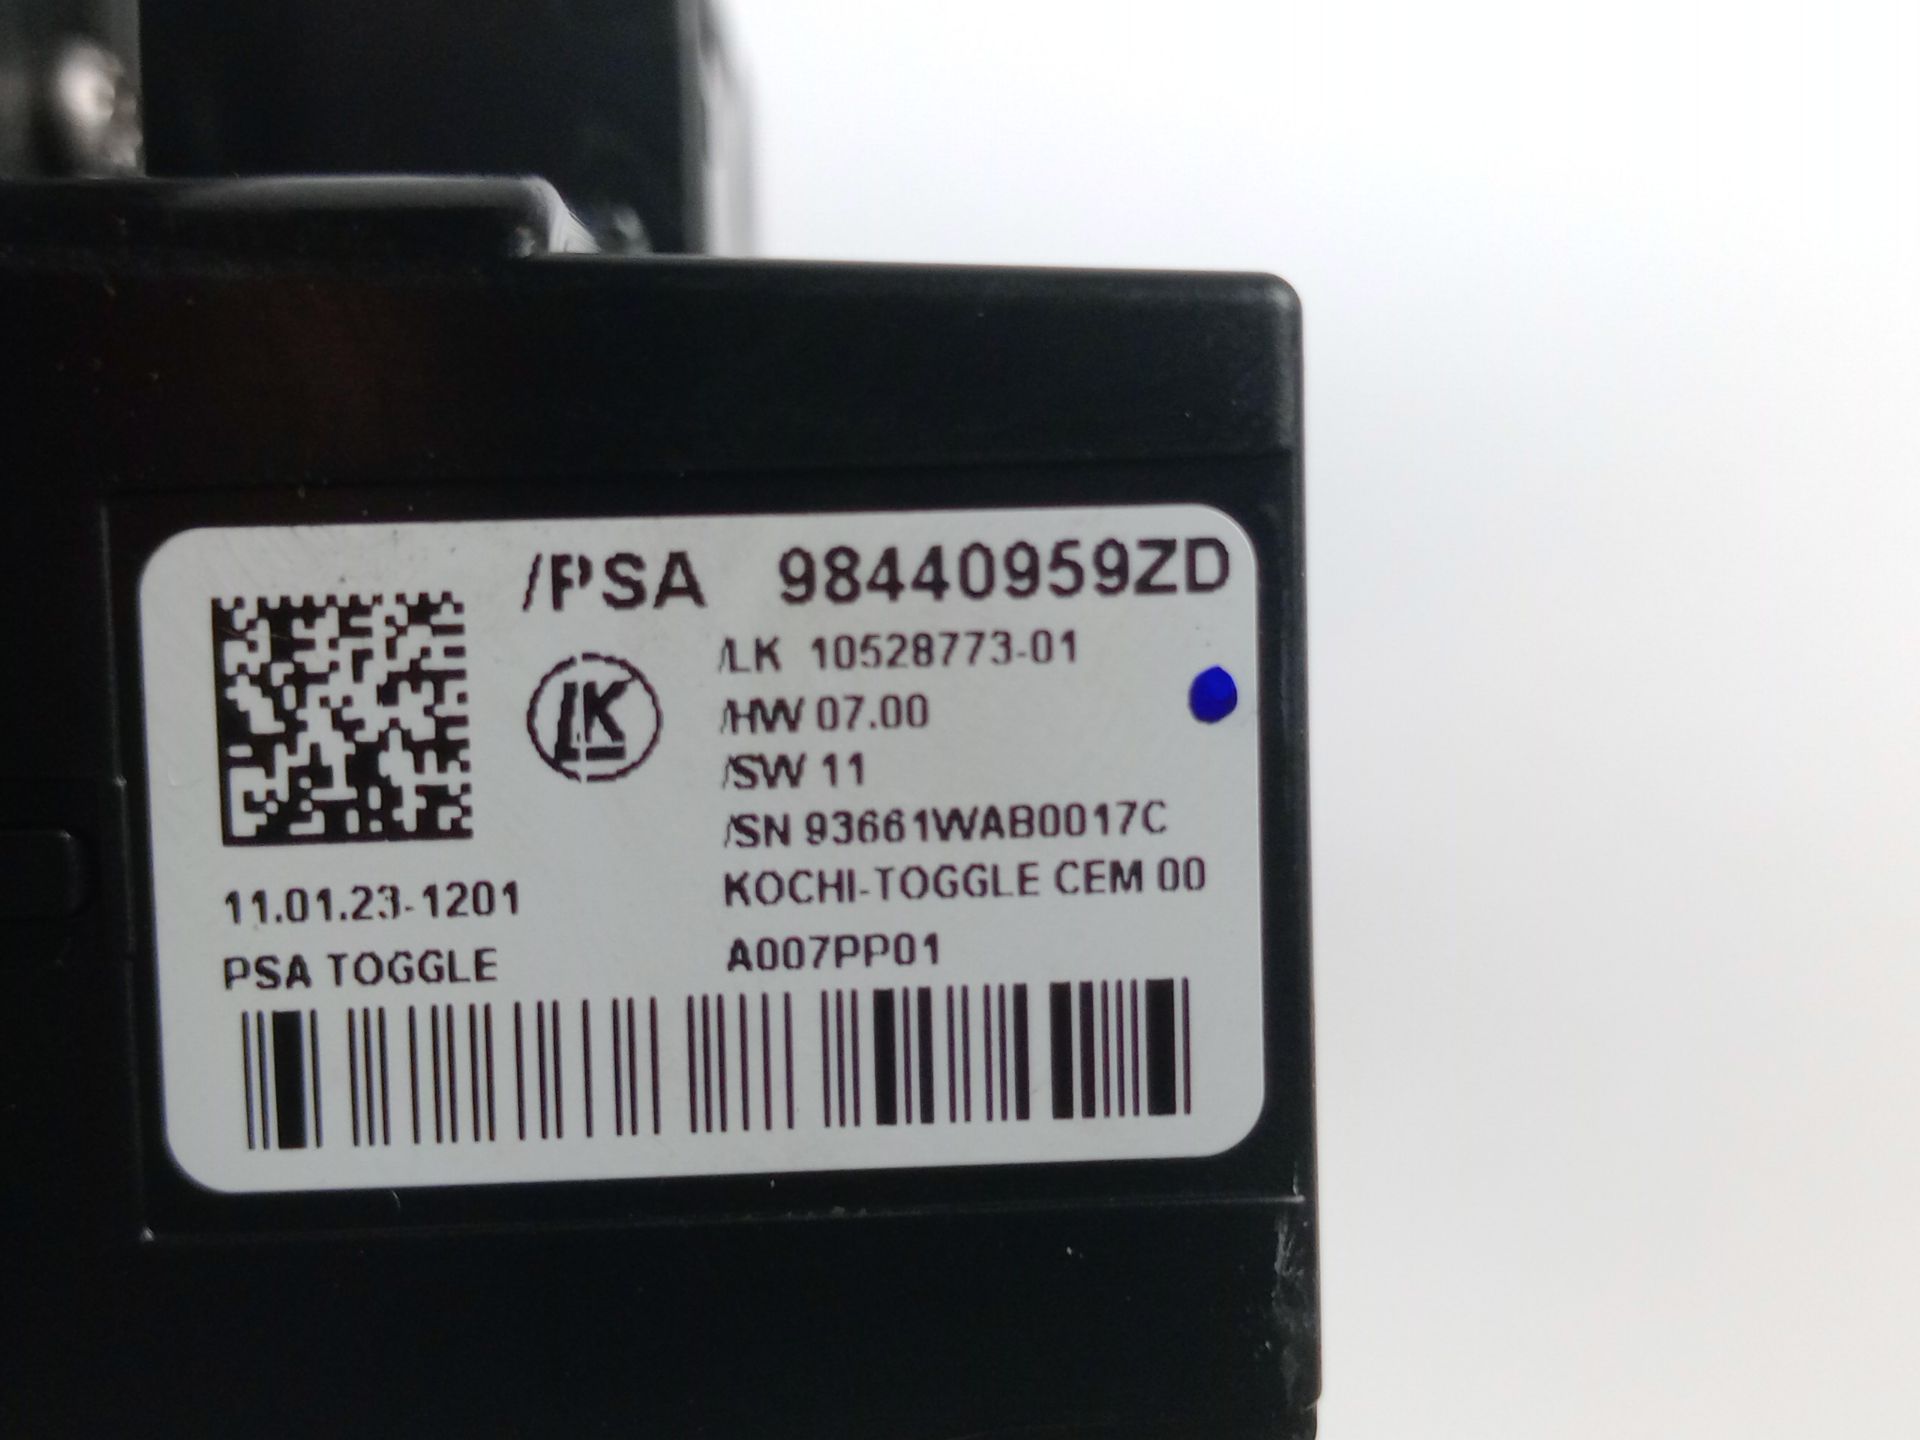 /PSA 98440959ZD
/LK 10528773-01
LK
/HW 07.00
/SW 11
/SN 93661WAB0017C
KOCHI-TOGGLE CEM 00
11.01.23-1201
A007PP01
PSA TOGGLE